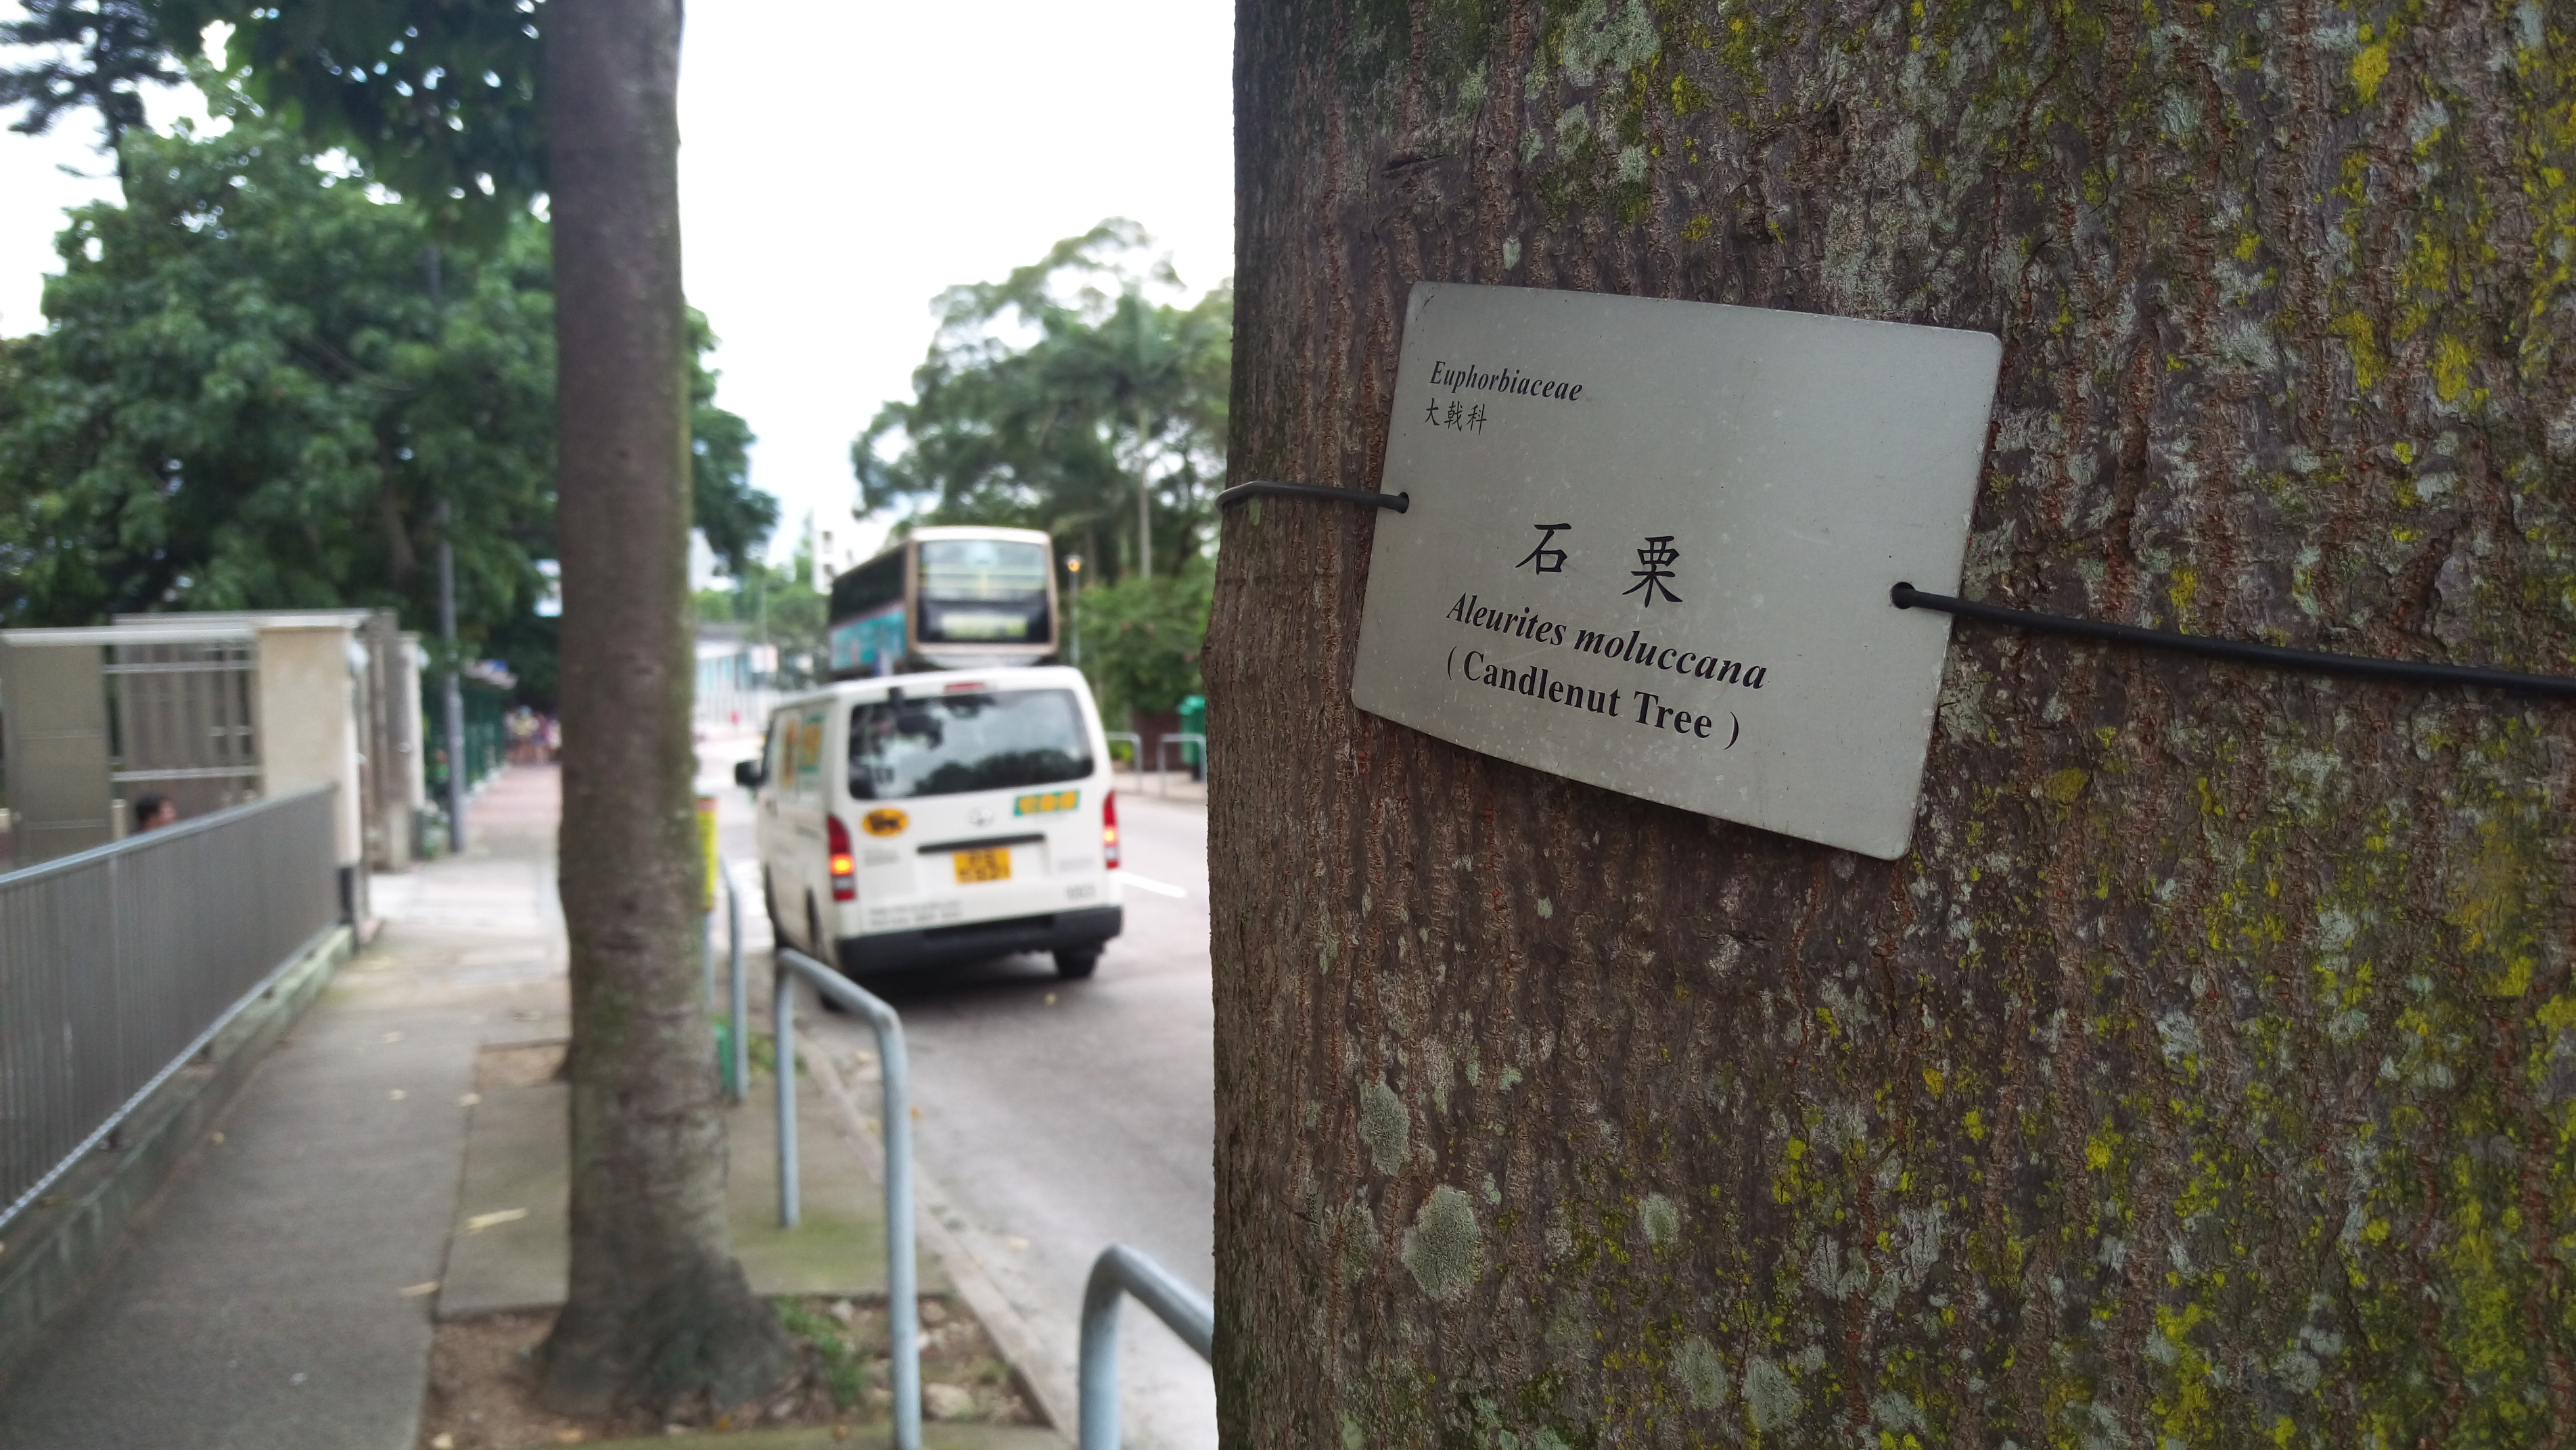 Euphorbiaceae
大戟科
石栗
Aleurites moluccana
( Candlenut Tree )